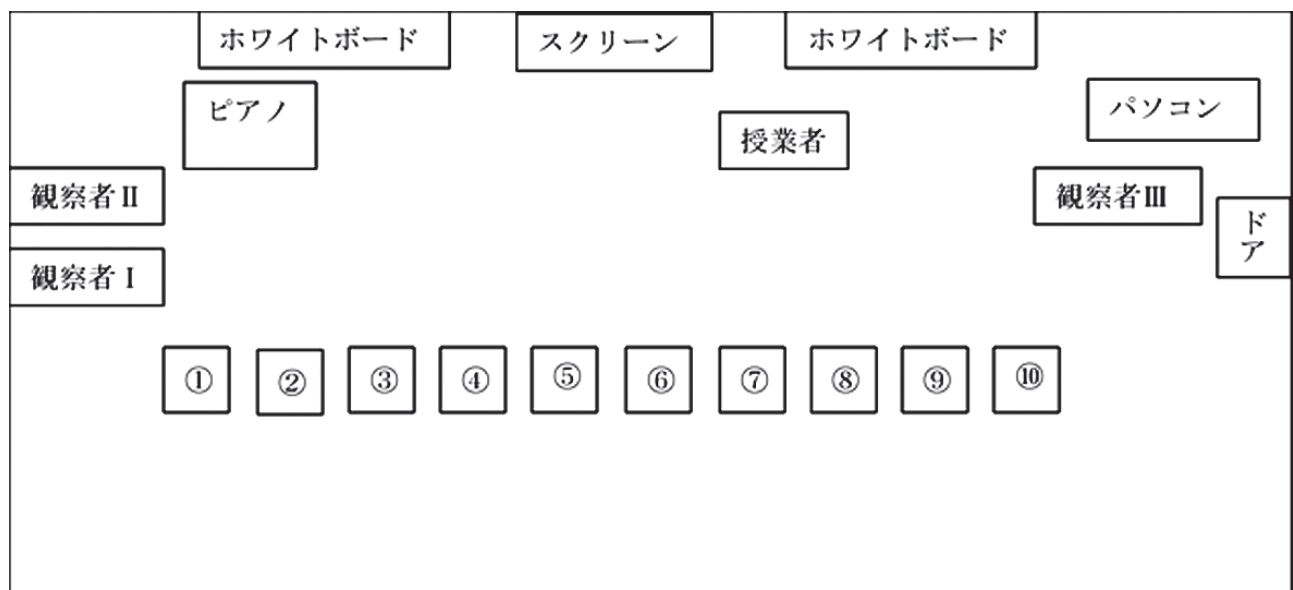 ホワイトボード
スクリーン
ホワイトボード
ピアノ
パソコン
授業者
観察者Ⅱ
観察者Ⅲ
ドア
観察者Ⅰ
①
②
③
④
⑤
⑥
⑦
⑧
⑨
⑩